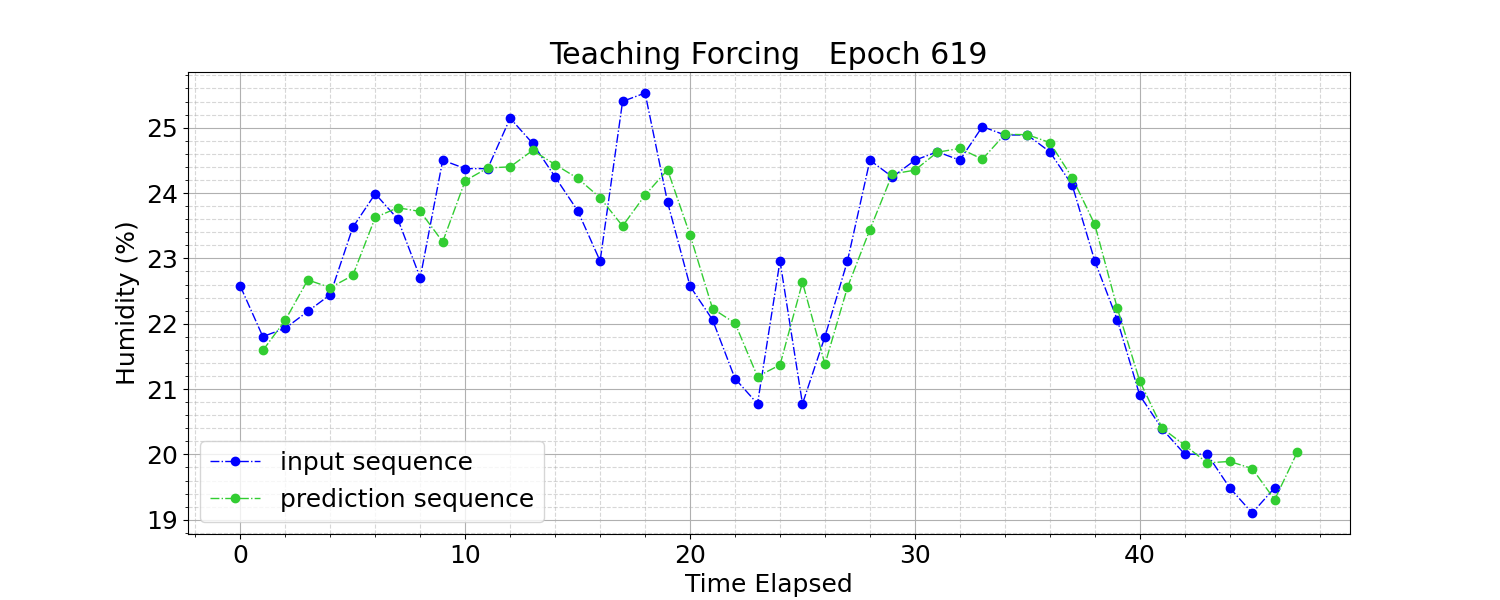 Teaching Forcing   Epoch 619
Humidity (%)
25
24
23
22
21
20
19
input sequence
prediction sequence
0 10 20 30 40
Time Elapsed